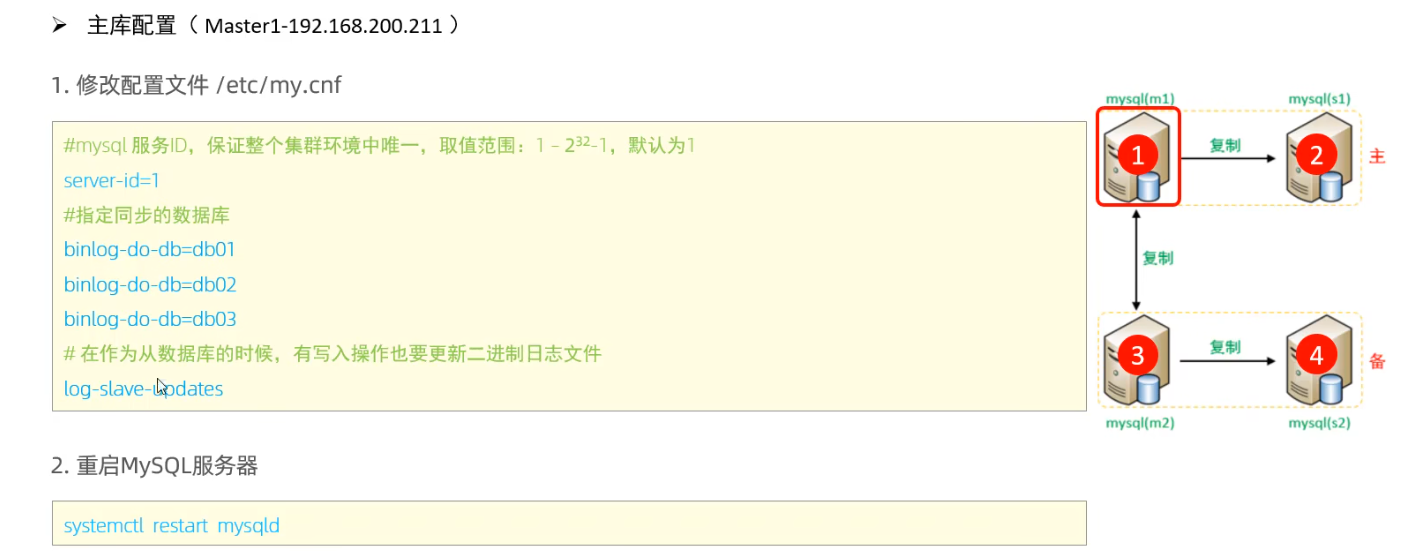 ➢ 主库配置（ Master1-192.168.200.211 ）
1. 修改配置文件 /etc/my.cnf
#mysql 服务ID，保证整个集群环境中唯一，取值范围：1 – 2³²-1，默认为1
server-id=1
#指定同步的数据库
binlog-do-db=db01
binlog-do-db=db02
binlog-do-db=db03
# 在作为从数据库的时候，有写入操作也要更新二进制日志文件
log-slave-updates
2. 重启MySQL服务器
systemctl restart mysqld
mysql(m1)
mysql(s1)
1
复制
2
主
复制
3
复制
4
备
mysql(m2)
mysql(s2)